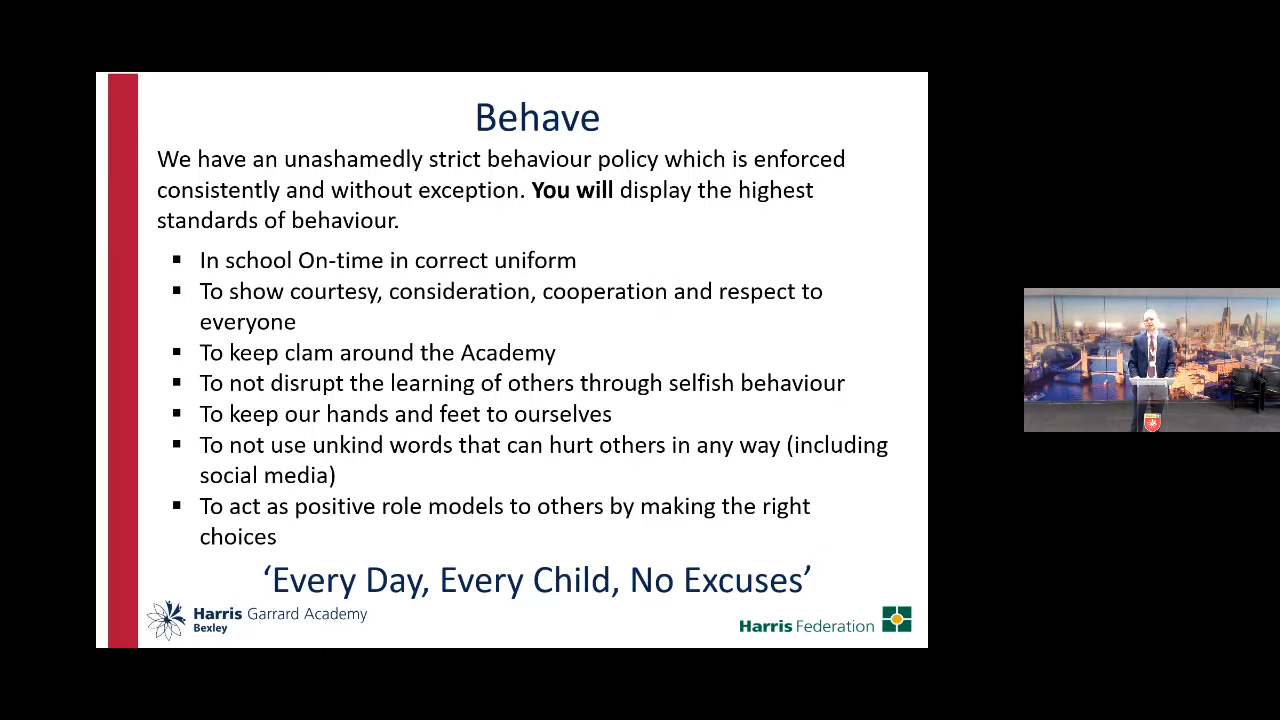 Behave
We have an unashamedly strict behaviour policy which is enforced
consistently and without exception. You will display the highest
standards of behaviour.
▪ In school On-time in correct uniform
▪ To show courtesy, consideration, cooperation and respect to
everyone
▪ To keep clam around the Academy
▪ To not disrupt the learning of others through selfish behaviour
▪ To keep our hands and feet to ourselves
▪ To not use unkind words that can hurt others in any way (including
social media)
▪ To act as positive role models to others by making the right
choices
‘Every Day, Every Child, No Excuses’
Harris Garrard Academy
Bexley
Harris Federation